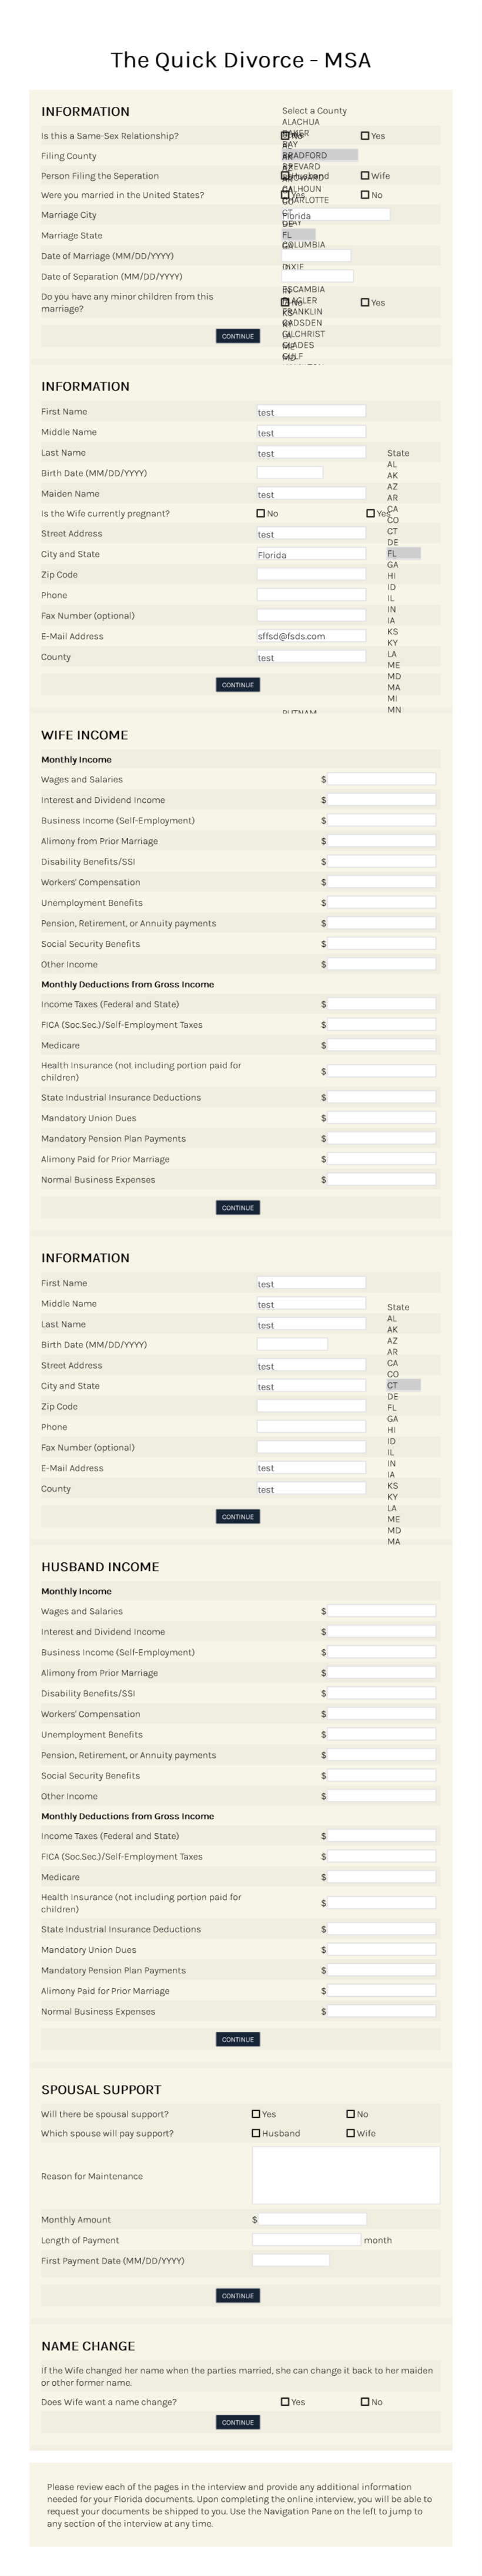 The Quick Divorce - MSA
INFORMATION
Select a County
ALACHUA
BAKER
Is this a Same-Sex Relationship?
No
Yes
BAY
Filing County
BRADFORD
BREVARD
Person Filing the Seperation
Husband
Wife
BROWARD
CALHOUN
Were you married in the United States?
Yes
No
CHARLOTTE
Marriage City
Florida
Marriage State
FL
COLUMBIA
Date of Marriage (MM/DD/YYYY)
DIXIE
Date of Separation (MM/DD/YYYY)
ESCAMBIA
Do you have any minor children from this
marriage?
No
Yes
FLAGLER
FRANKLIN
GADSDEN
GILCHRIST
GLADES
GULF
CONTINUE
INFORMATION
First Name
test
Middle Name
test
Last Name
test
State
AL
Birth Date (MM/DD/YYYY)
AK
AZ
Maiden Name
test
AR
CA
Is the Wife currently pregnant?
No
Yes
CO
Street Address
test
CT
DE
City and State
Florida
FL
GA
Zip Code
HI
ID
Phone
IL
IN
Fax Number (optional)
IA
KS
E-Mail Address
sffsd@fsds.com
KY
County
test
LA
ME
MD
CONTINUE
MA
MI
MN
PUTNAM
WIFE INCOME
Monthly Income
Wages and Salaries $
Interest and Dividend Income $
Business Income (Self-Employment) $
Alimony from Prior Marriage $
Disability Benefits/SSI $
Workers' Compensation $
Unemployment Benefits $
Pension, Retirement, or Annuity payments $
Social Security Benefits $
Other Income $
Monthly Deductions from Gross Income
Income Taxes (Federal and State) $
FICA (Soc.Sec.)/Self-Employment Taxes $
Medicare $
Health Insurance (not including portion paid for
children) $
State Industrial Insurance Deductions $
Mandatory Union Dues $
Mandatory Pension Plan Payments $
Alimony Paid for Prior Marriage $
Normal Business Expenses $
CONTINUE
INFORMATION
First Name
test
Middle Name
test
State
AL
Last Name
test
AK
AZ
Birth Date (MM/DD/YYYY)
AR
CA
Street Address
test
CO
City and State
test
CT
DE
Zip Code
FL
GA
Phone
HI
ID
Fax Number (optional)
IL
IN
E-Mail Address
test
IA
KS
County
test
KY
LA
ME
CONTINUE
MD
MA
HUSBAND INCOME
Monthly Income
Wages and Salaries $
Interest and Dividend Income $
Business Income (Self-Employment) $
Alimony from Prior Marriage $
Disability Benefits/SSI $
Workers' Compensation $
Unemployment Benefits $
Pension, Retirement, or Annuity payments $
Social Security Benefits $
Other Income $
Monthly Deductions from Gross Income
Income Taxes (Federal and State) $
FICA (Soc.Sec.)/Self-Employment Taxes $
Medicare $
Health Insurance (not including portion paid for
children) $
State Industrial Insurance Deductions $
Mandatory Union Dues $
Mandatory Pension Plan Payments $
Alimony Paid for Prior Marriage $
Normal Business Expenses $
CONTINUE
SPOUSAL SUPPORT
Will there be spousal support? Yes No
Which spouse will pay support? Husband Wife
Reason for Maintenance
Monthly Amount $
Length of Payment month
First Payment Date (MM/DD/YYYY)
CONTINUE
NAME CHANGE
If the Wife changed her name when the parties married, she can change it back to her maiden
or other former name.
Does Wife want a name change? Yes No
CONTINUE
Please review each of the pages in the interview and provide any additional information
needed for your Florida documents. Upon completing the online interview, you will be able to
request your documents be shipped to you. Use the Navigation Pane on the left to jump to
any section of the interview at any time.